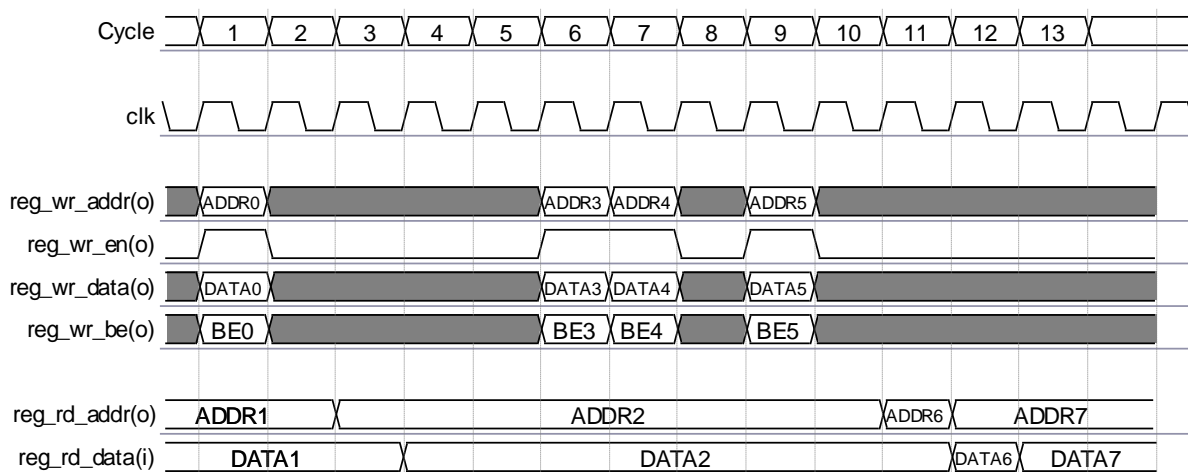 Cycle 1 2 3 4 5 6 7 8 9 10 11 12 13
clk
reg_wr_addr(o) ADDR0 ADDR3 ADDR4 ADDR5
reg_wr_en(o)
reg_wr_data(o) DATA0 DATA3 DATA4 DATA5
reg_wr_be(o) BE0 BE3 BE4 BE5
reg_rd_addr(o) ADDR1 ADDR2 ADDR6 ADDR7
reg_rd_data(i) DATA1 DATA2 DATA6 DATA7